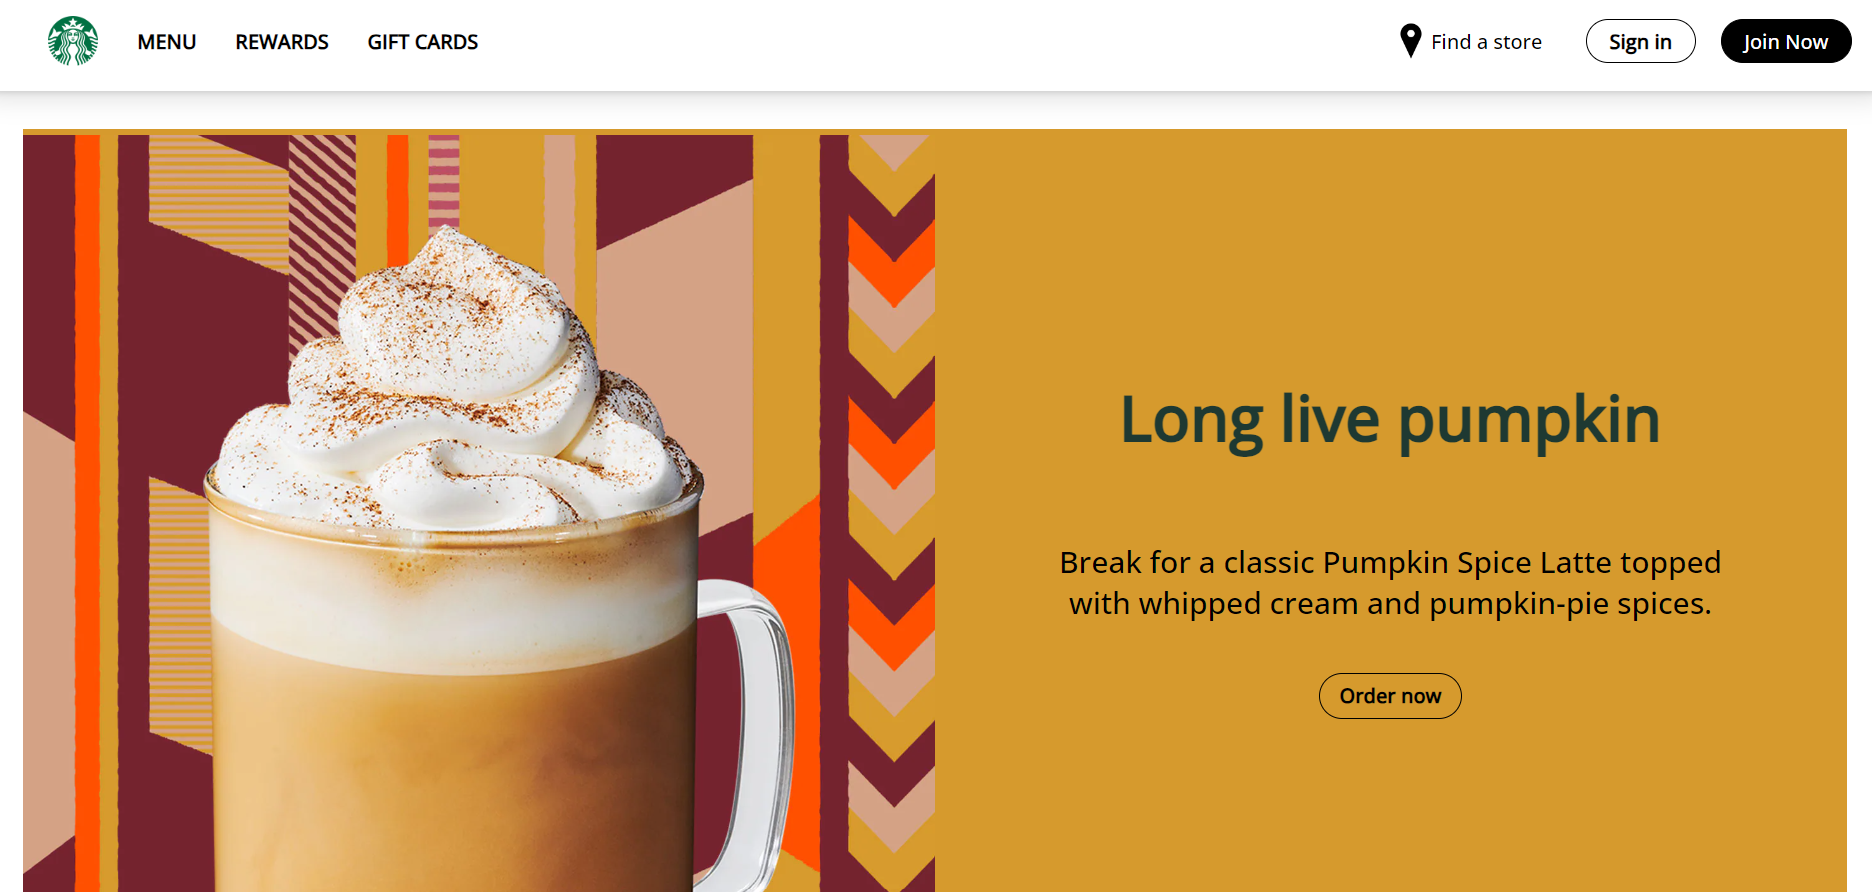 MENU
REWARDS
GIFT CARDS
Find a store
Sign in
Join Now
Long live pumpkin
Break for a classic Pumpkin Spice Latte topped
with whipped cream and pumpkin-pie spices.
Order now